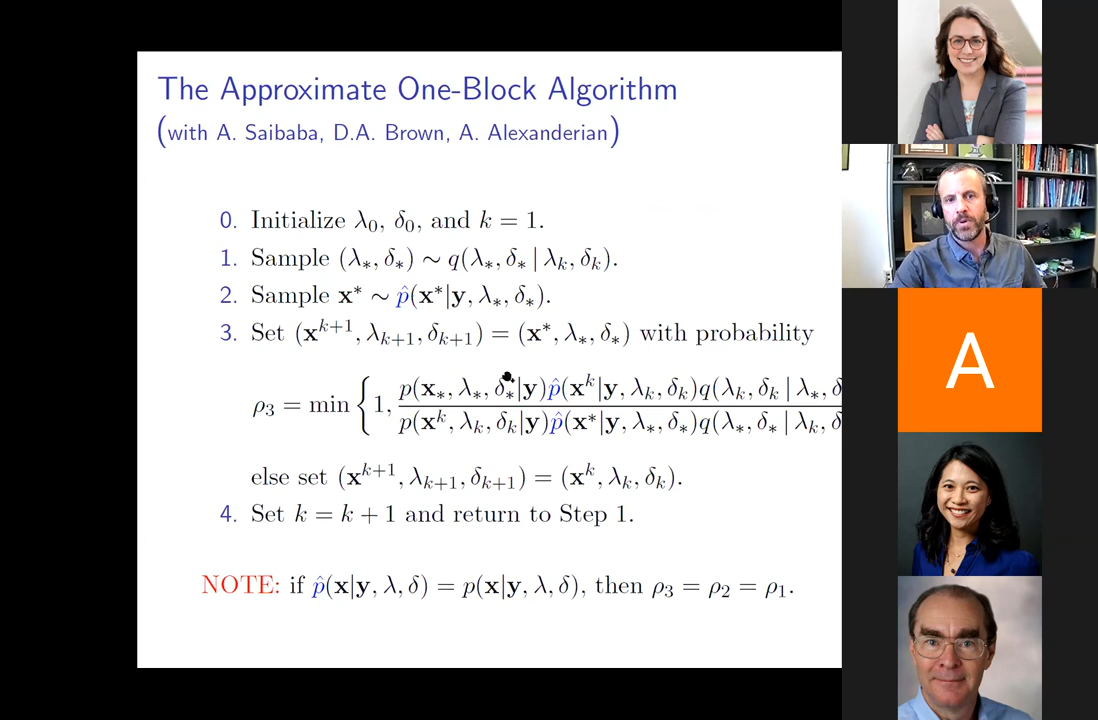 The Approximate One-Block Algorithm
(with A. Saibaba, D.A. Brown, A. Alexanderian)
0. Initialize λ₀, δ₀, and k = 1.
1. Sample (λ∗, δ∗) ∼ q(λ∗, δ∗ | λₖ, δₖ).
2. Sample x* ∼ p̂(x*|y, λ∗, δ∗).
3. Set (xᵏ⁺¹, λₖ₊₁, δₖ₊₁) = (x*, λ∗, δ∗) with probability
p(x∗, λ∗, δ∗|y)p̂(xᵏ|y, λₖ, δₖ)q(λₖ, δₖ | λ∗, δ
ρ₃ = min { 1,
p(xᵏ, λₖ, δₖ|y)p̂(x*|y, λ∗, δ∗)q(λ∗, δ∗ | λₖ, δ
else set (xᵏ⁺¹, λₖ₊₁, δₖ₊₁) = (xᵏ, λₖ, δₖ).
4. Set k = k + 1 and return to Step 1.
NOTE: if p̂(x|y, λ, δ) = p(x|y, λ, δ), then ρ₃ = ρ₂ = ρ₁.
A